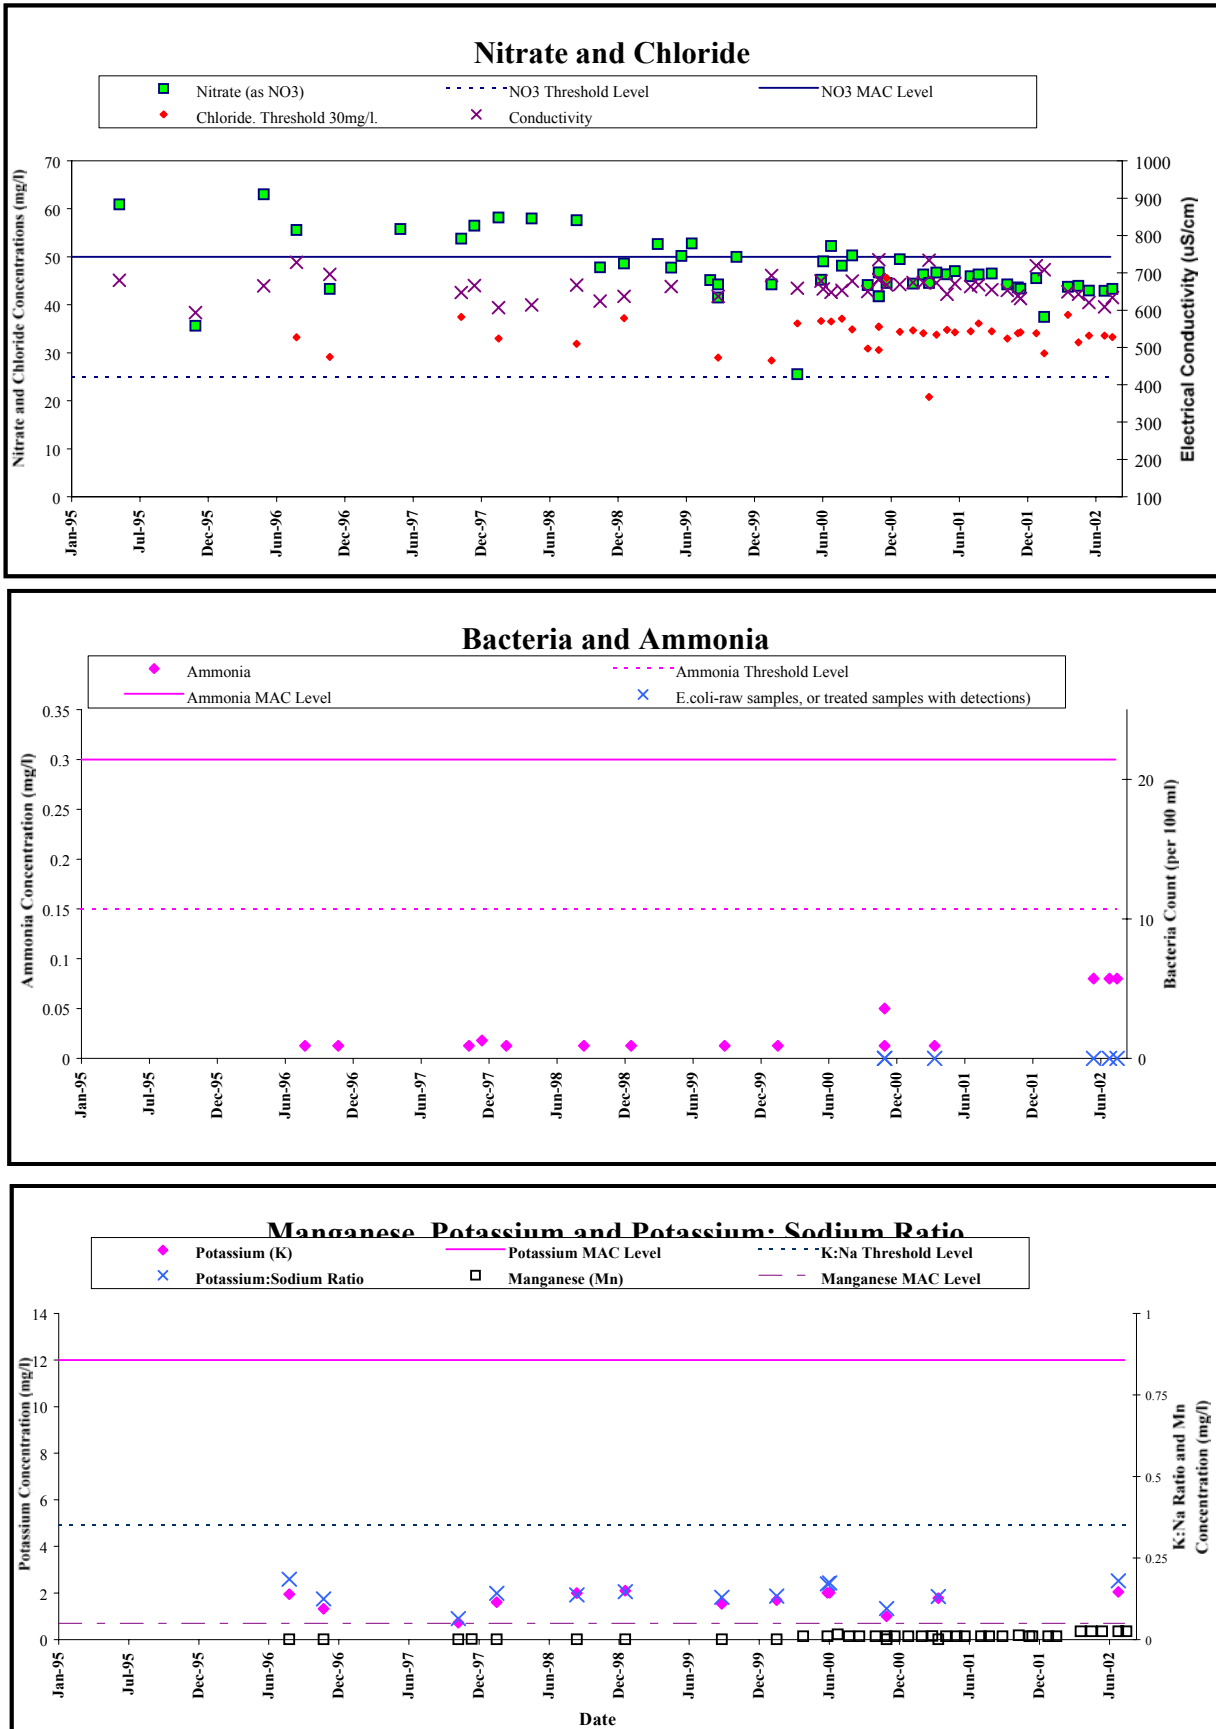 Nitrate and Chloride
Nitrate (as NO3) NO3 Threshold Level NO3 MAC Level
Chloride. Threshold 30mg/l. Conductivity
Nitrate and Chloride Concentrations (mg/l)
70
60
50
40
30
20
10
0
1000
900
800
700
600
500
400
300
200
100
Electrical Conductivity (uS/cm)
Jan-95 Jul-95 Dec-95 Jun-96 Dec-96 Jun-97 Dec-97 Jun-98 Dec-98 Jun-99 Dec-99 Jun-00 Dec-00 Jun-01 Dec-01 Jun-02
Bacteria and Ammonia
Ammonia Ammonia Threshold Level
Ammonia MAC Level E.coli-raw samples, or treated samples with detections)
Ammonia Concentration (mg/l)
0.35
0.3
0.25
0.2
0.15
0.1
0.05
0
20
10
0
Bacteria Count (per 100 ml)
Jan-95 Jul-95 Dec-95 Jun-96 Dec-96 Jun-97 Dec-97 Jun-98 Dec-98 Jun-99 Dec-99 Jun-00 Dec-00 Jun-01 Dec-01 Jun-02
Manganese, Potassium and Potassium: Sodium Ratio
Potassium (K) Potassium MAC Level K:Na Threshold Level
Potassium:Sodium Ratio Manganese (Mn) Manganese MAC Level
Potassium Concentration (mg/l)
14
12
10
8
6
4
2
0
1
0.75
0.5
0.25
0
K:Na Ratio and Mn
Concentration (mg/l)
Jan-95 Jul-95 Dec-95 Jun-96 Dec-96 Jun-97 Dec-97 Jun-98 Dec-98 Jun-99 Dec-99 Jun-00 Dec-00 Jun-01 Dec-01 Jun-02
Date